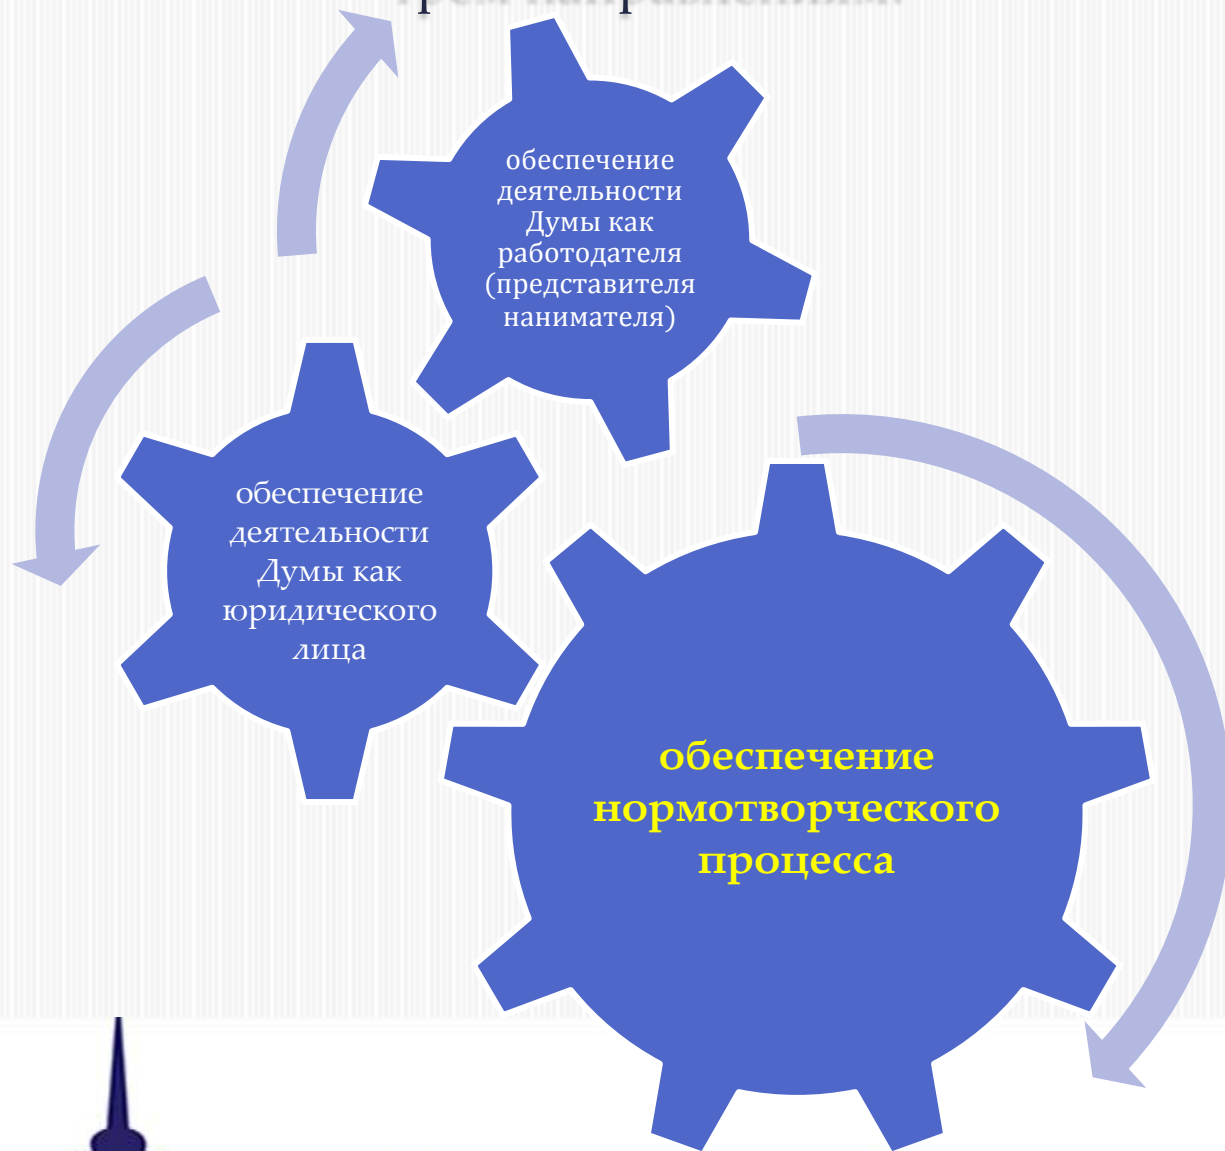 обеспечение
деятельности
Думы как
работодателя
(представителя
нанимателя)
обеспечение
деятельности
Думы как
юридического
лица
обеспечение
нормотворческого
процесса